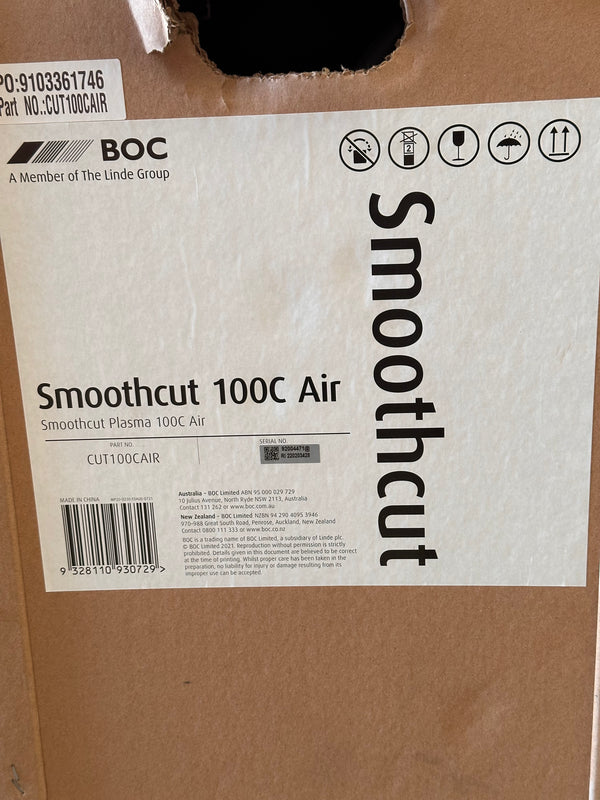 PO:9103361746
Part NO.:CUT100CAIR
BOC
A Member of The Linde Group
2
Smoothcut
Smoothcut 100C Air
Smoothcut Plasma 100C Air
PART NO.
CUT100CAIR
SERIAL NO.
MADE IN CHINA
Australia – BOC Limited ABN 95 000 029 729
10 Julius Avenue, North Ryde NSW 2113, Australia
Contact 131 262 or www.boc.com.au
New Zealand – BOC Limited NZBN 94 290 4095 3946
970-988 Great South Road, Penrose, Auckland, New Zealand
Contact 0800 111 333 or www.boc.co.nz
BOC is a trading name of BOC Limited, a subsidiary of Linde plc.
© BOC Limited 2021. Reproduction without permission is strictly
prohibited. Details given in this document are believed to be correct
at the time of printing. Whilst proper care has been taken in the
preparation, no liability for injury or damage resulting from its
improper use can be accepted.
9 328110 930729 >